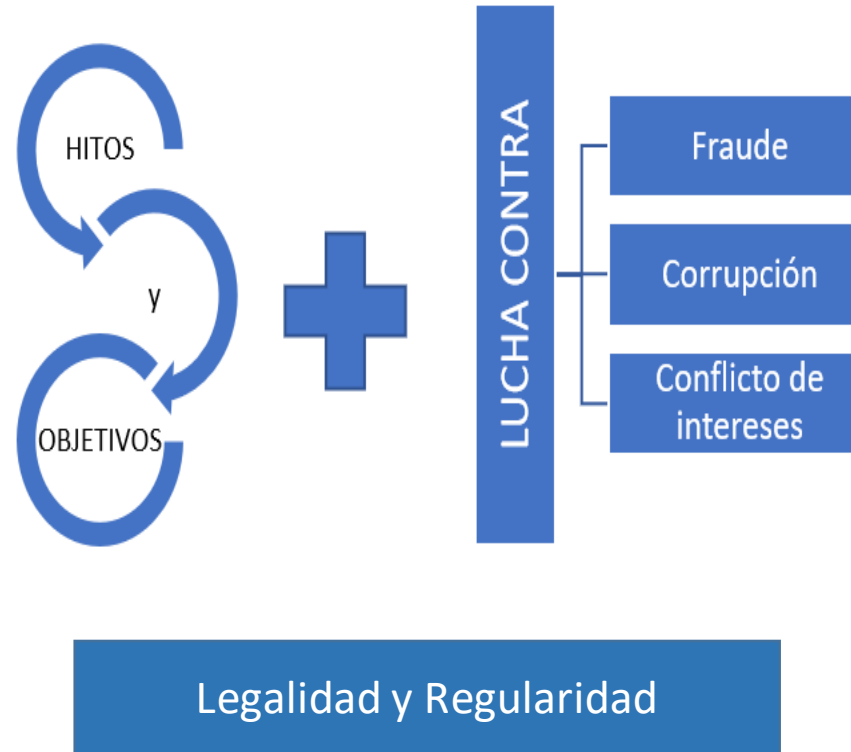 HITOS
y
OBJETIVOS
LUCHA CONTRA
Fraude
Corrupción
Conflicto de
intereses
Legalidad y Regularidad